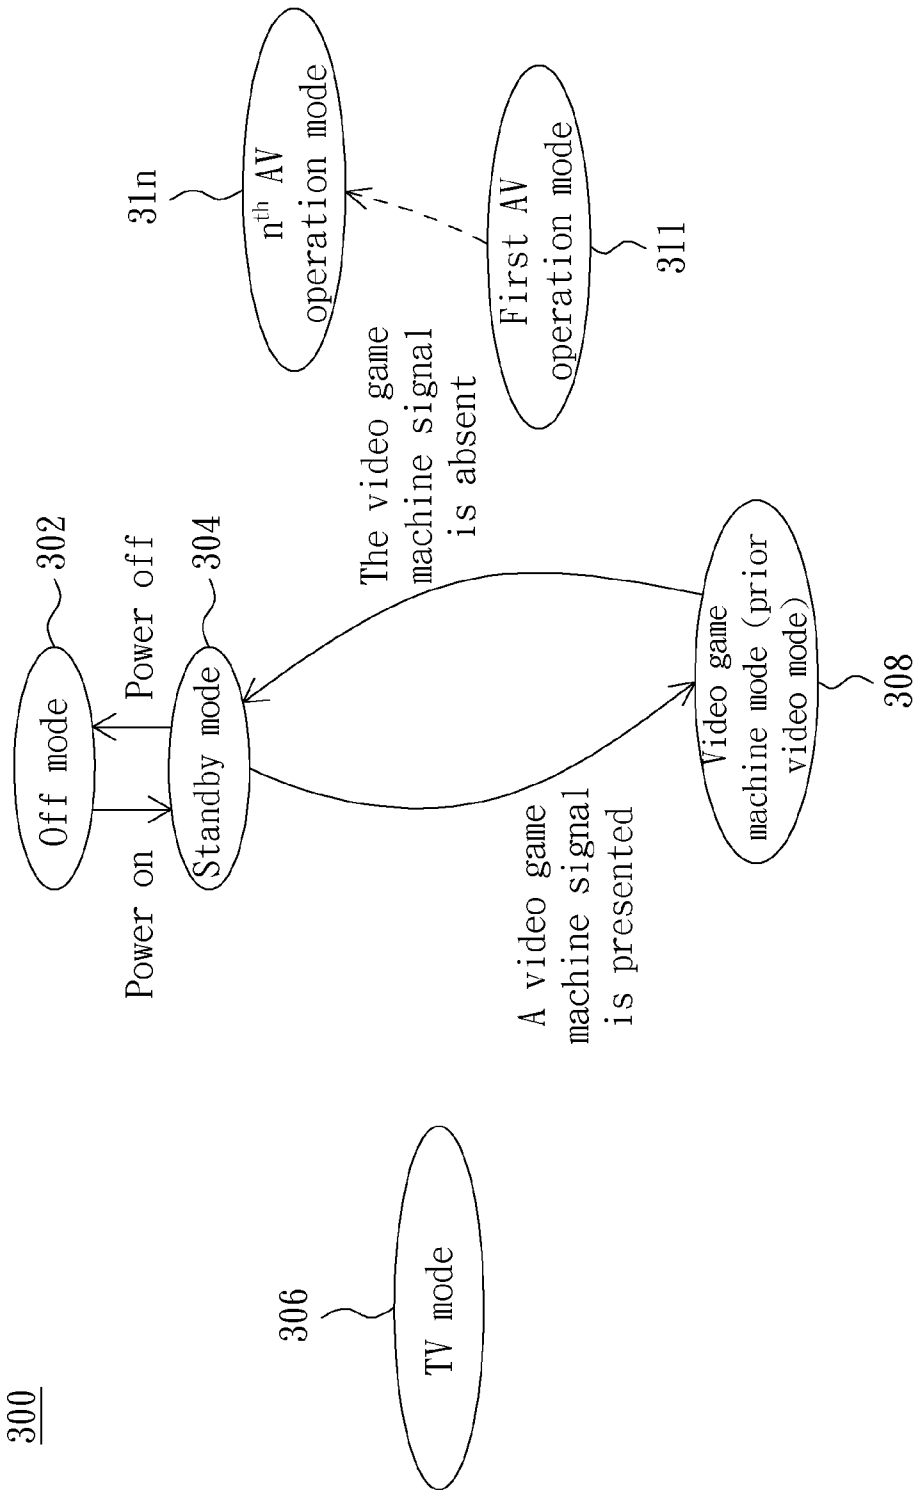 300
Off mode
302
Power on
Power off
Standby mode
304
31n
nth AV
operation mode
306
TV mode
The video game
machine signal
is absent
A video game
machine signal
is presented
First AV
operation mode
311
Video game
machine mode (prior
video mode)
308